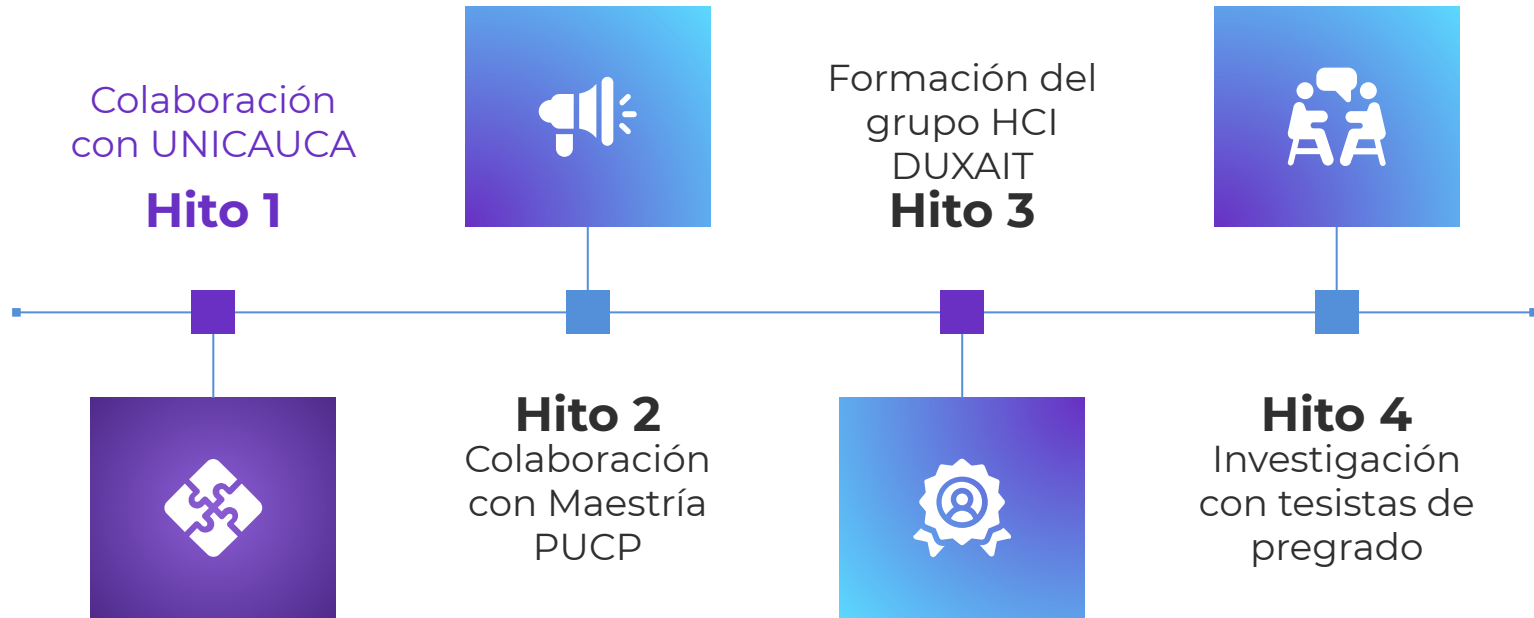 Colaboración
con UNICAUCA
Hito 1
Hito 2
Colaboración
con Maestría
PUCP
Formación del
grupo HCI
DUXAIT
Hito 3
Hito 4
Investigación
con tesistas de
pregrado